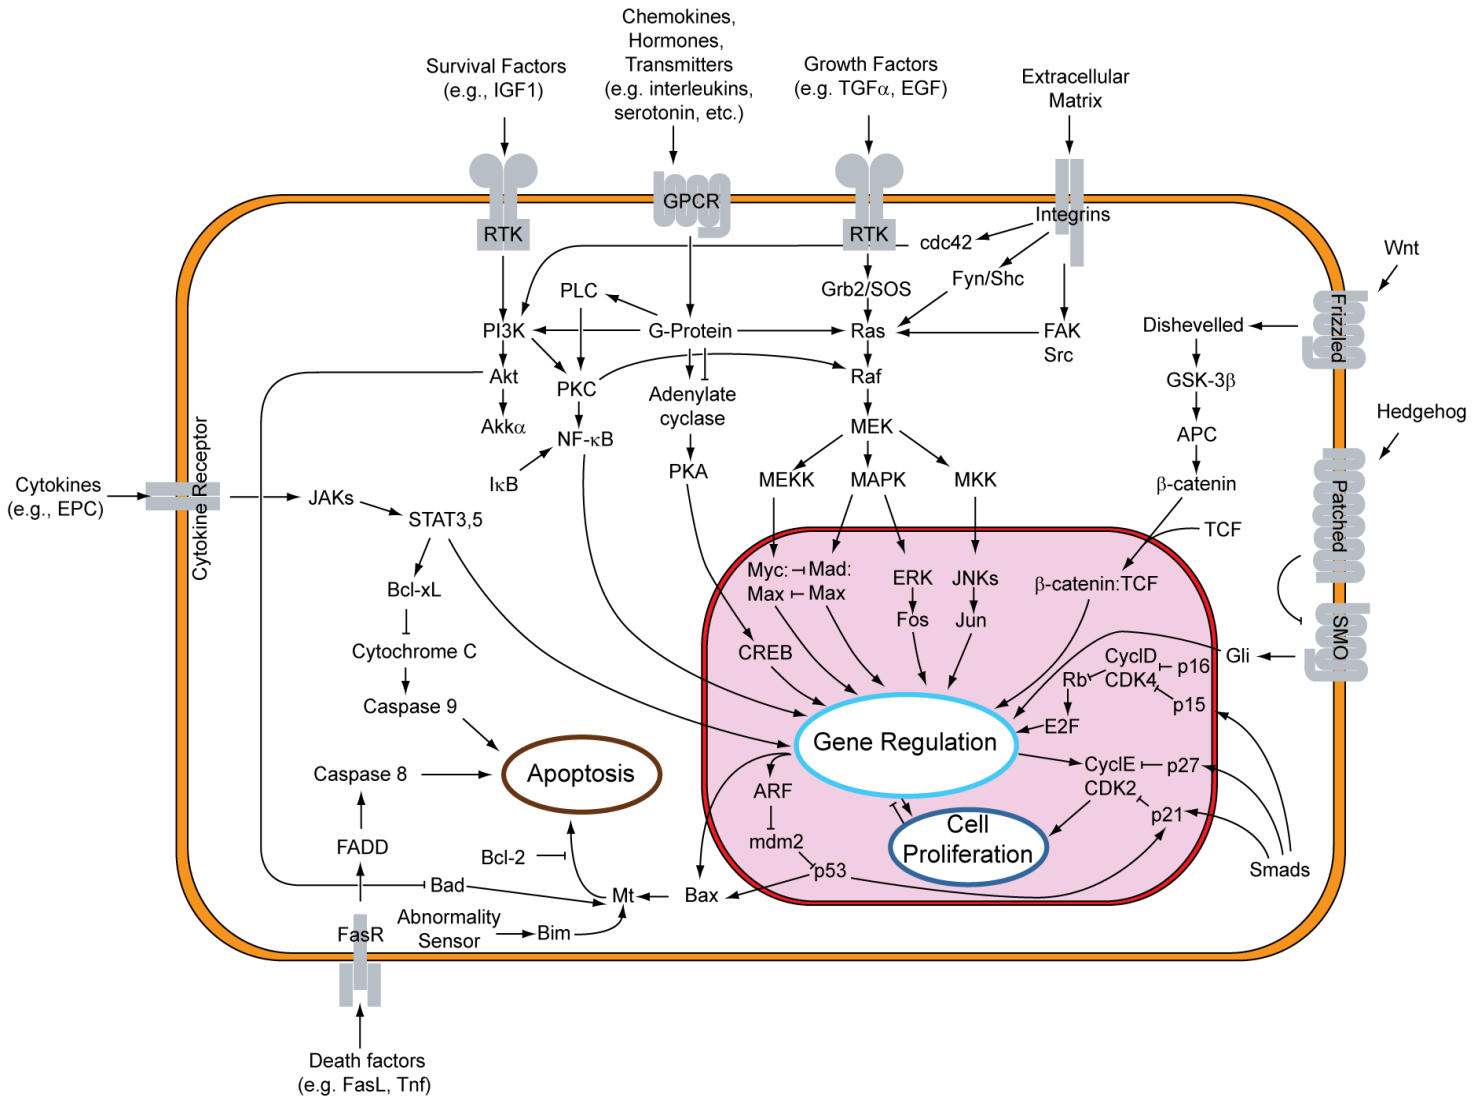 Chemokines,
Hormones,
Transmitters
(e.g. interleukins,
serotonin, etc.)
Survival Factors
(e.g., IGF1)
Growth Factors
(e.g. TGFα, EGF)
Extracellular
Matrix
RTK
GPCR
RTK
Integrins
cdc42
Wnt
Fyn/Shc
PLC
Grb2/SOS
Frizzled
PI3K
G-Protein
Ras
FAK
Src
Dishevelled
Akt
PKC
Adenylate
cyclase
Raf
GSK-3β
Hedgehog
Akkα
NF-κB
MEK
APC
IκB
PKA
MEKK
MAPK
MKK
β-catenin
Patched
Cytokines
(e.g., EPC)
Cytokine Receptor
JAKs
STAT3,5
TCF
Bcl-xL
Myc:
Max
Mad:
Max
ERK
JNKs
β-catenin:TCF
Fos
Jun
SMO
Cytochrome C
CREB
CyclD
CDK4
p16
Gli
Rb
p15
Caspase 9
E2F
Gene Regulation
Caspase 8
Apoptosis
CyclE
CDK2
p27
ARF
p21
mdm2
Cell
Proliferation
FADD
Bcl-2
p53
Smads
Bad
Mt
Bax
Abnormality
Sensor
Bim
FasR
Death factors
(e.g. FasL, Tnf)